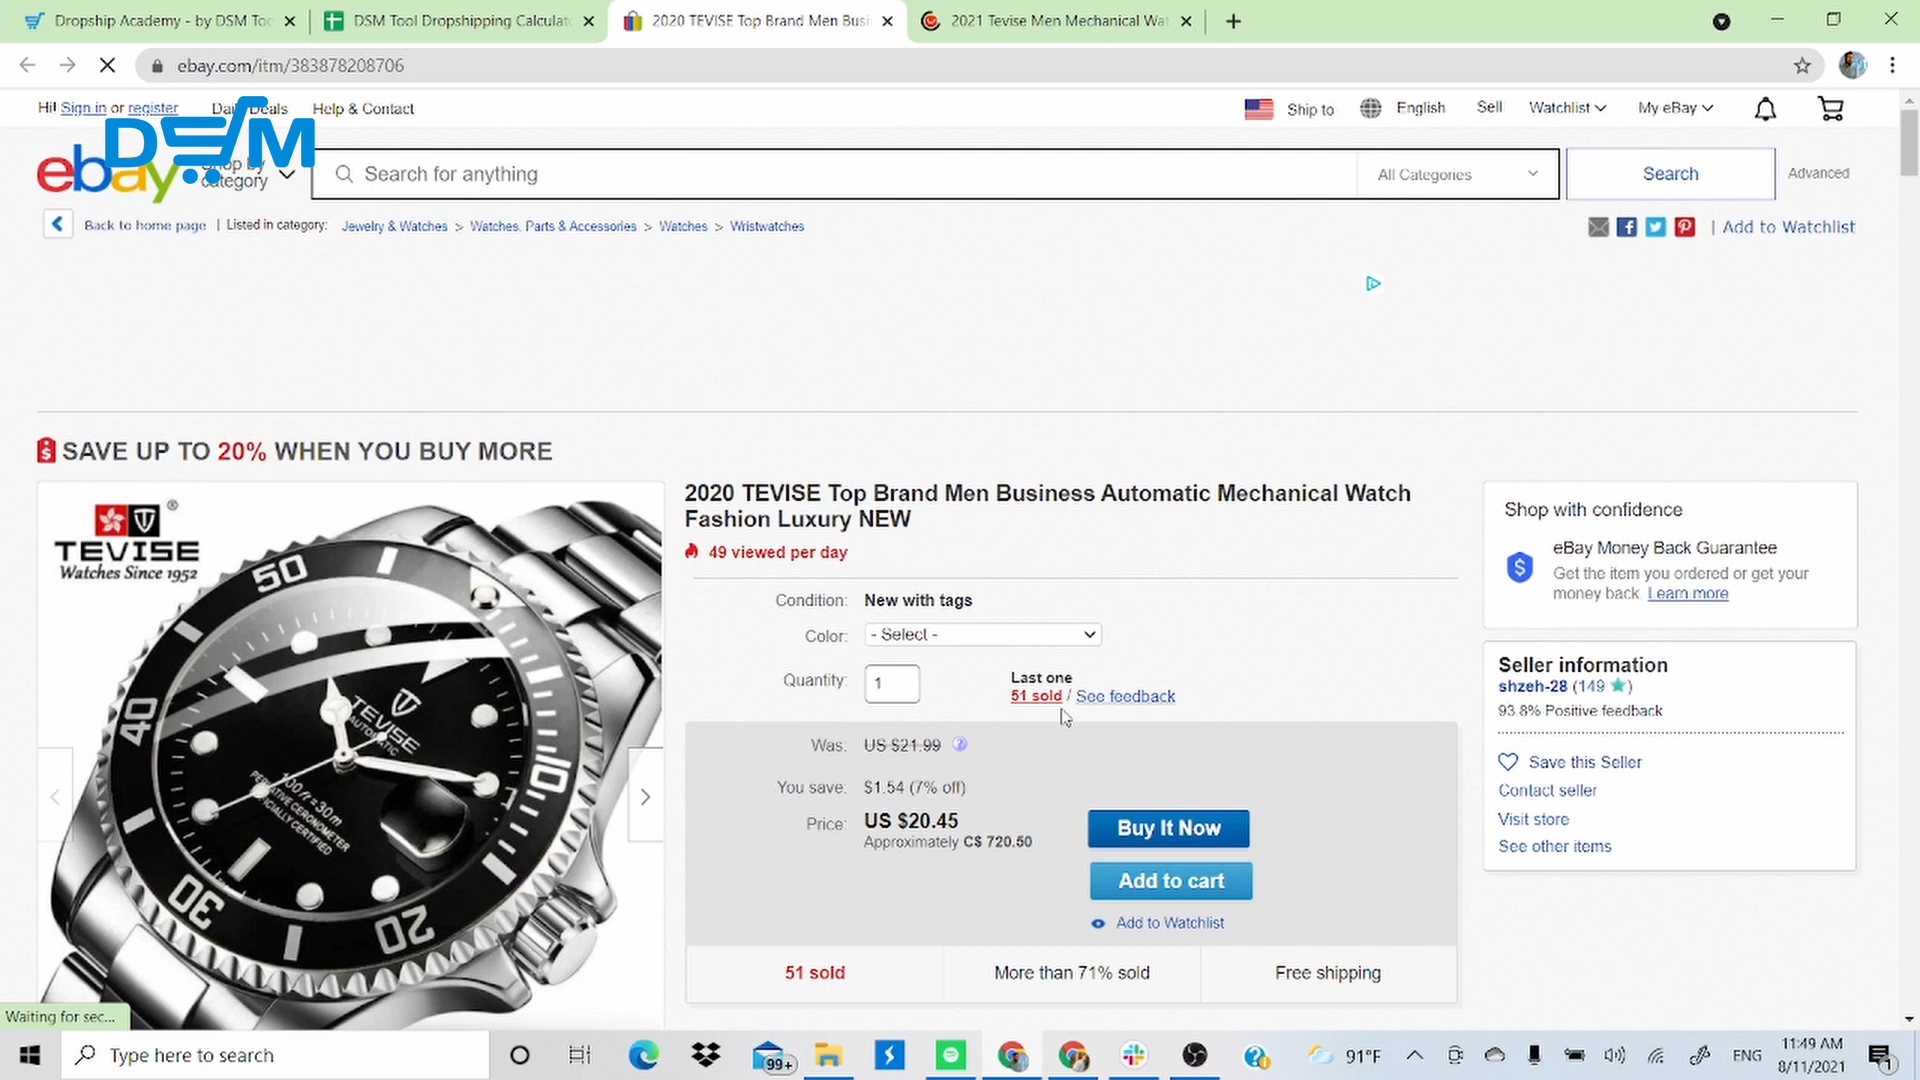 Dropship Academy - by DSM Too
DSM Tool Dropshipping Calculat
2020 TEVISE Top Brand Men Busi
2021 Tevise Men Mechanical Wat
ebay.com/itm/383878208706
Hi! Sign in or register
Daily Deals
Help & Contact
Ship to
English
Sell
Watchlist
My eBay
DSM
ebay
Shop by
category
Search for anything
All Categories
Search
Advanced
Back to home page | Listed in category: Jewelry & Watches > Watches, Parts & Accessories > Watches > Wristwatches
| Add to Watchlist
SAVE UP TO 20% WHEN YOU BUY MORE
TEVISE
Watches Since 1952
50
40
30
20
10
TEVISE
AUTOMATIC
100ft=30m
2020 TEVISE Top Brand Men Business Automatic Mechanical Watch
Fashion Luxury NEW
49 viewed per day
Condition: New with tags
Color: - Select -
Quantity: 1
Last one
51 sold / See feedback
Was: US $21.99
You save: $1.54 (7% off)
Price: US $20.45
Approximately C$ 720.50
Buy It Now
Add to cart
Add to Watchlist
51 sold
More than 71% sold
Free shipping
Shop with confidence
eBay Money Back Guarantee
Get the item you ordered or get your
money back. Learn more
Seller information
shzeh-28 (149)
93.8% Positive feedback
Save this Seller
Contact seller
Visit store
See other items
Waiting for sec...
Type here to search
99+
91°F
ENG
11:49 AM
8/11/2021
1